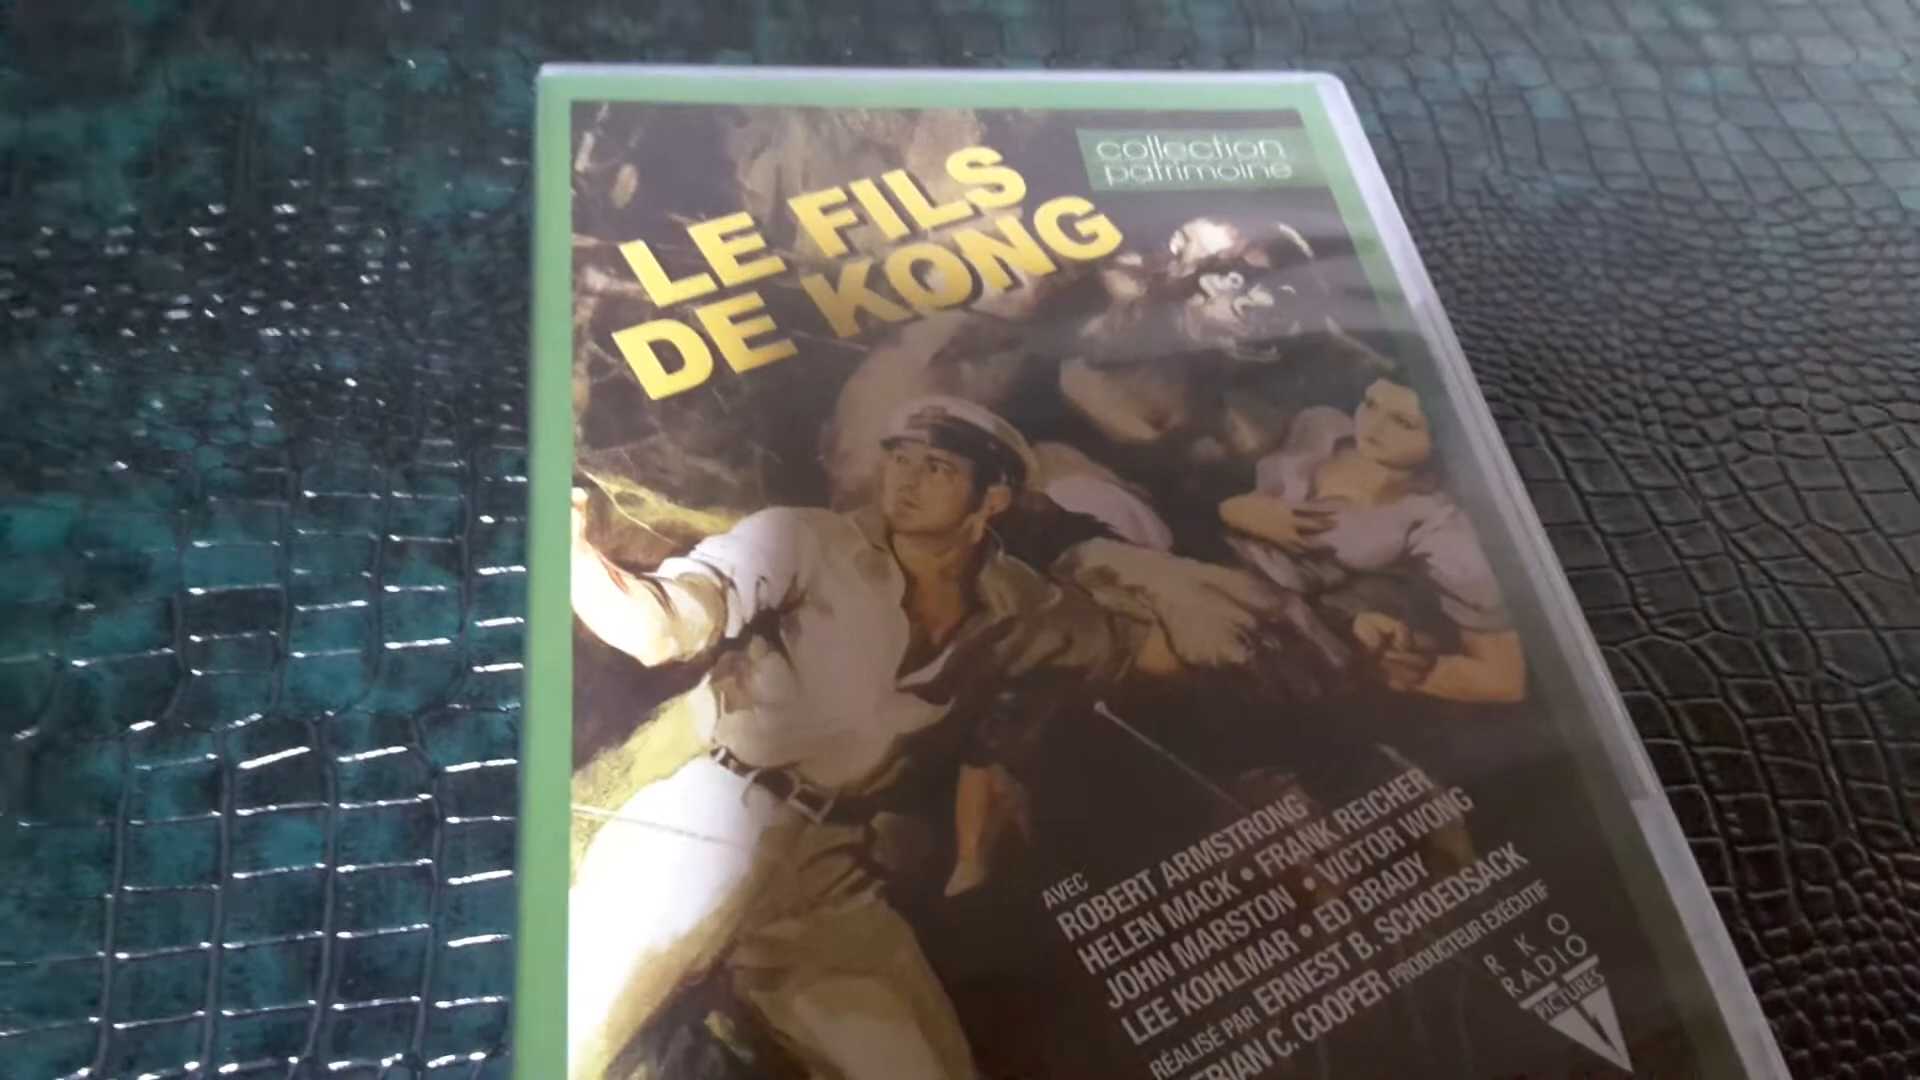 collection
patrimoine
LE FILS
DE KONG
AVEC
ROBERT ARMSTRONG
HELEN MACK • FRANK REICHER
JOHN MARSTON • VICTOR WONG
LEE KOHLMAR • ED BRADY
RÉALISÉ PAR ERNEST B. SCHOEDSACK
C. COOPER PRODUCTEUR EXÉCUTIF
RKO
RADIO
PICTURES